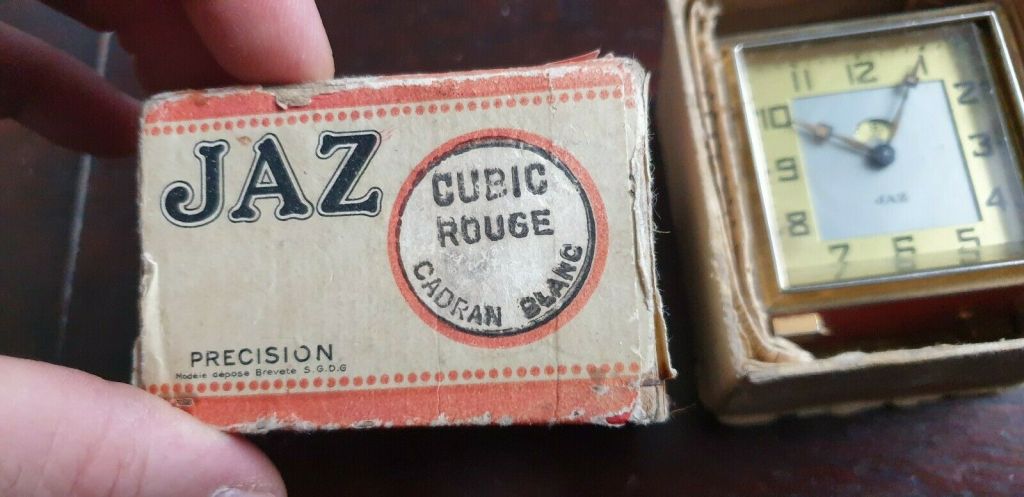 JAZ
CUBIC
ROUGE
CADRAN BLANC
PRECISION
Modele dépose Brevete S.G.D.G
11 12 1
10 2
9 3
8 4
7 6 5
JAZ